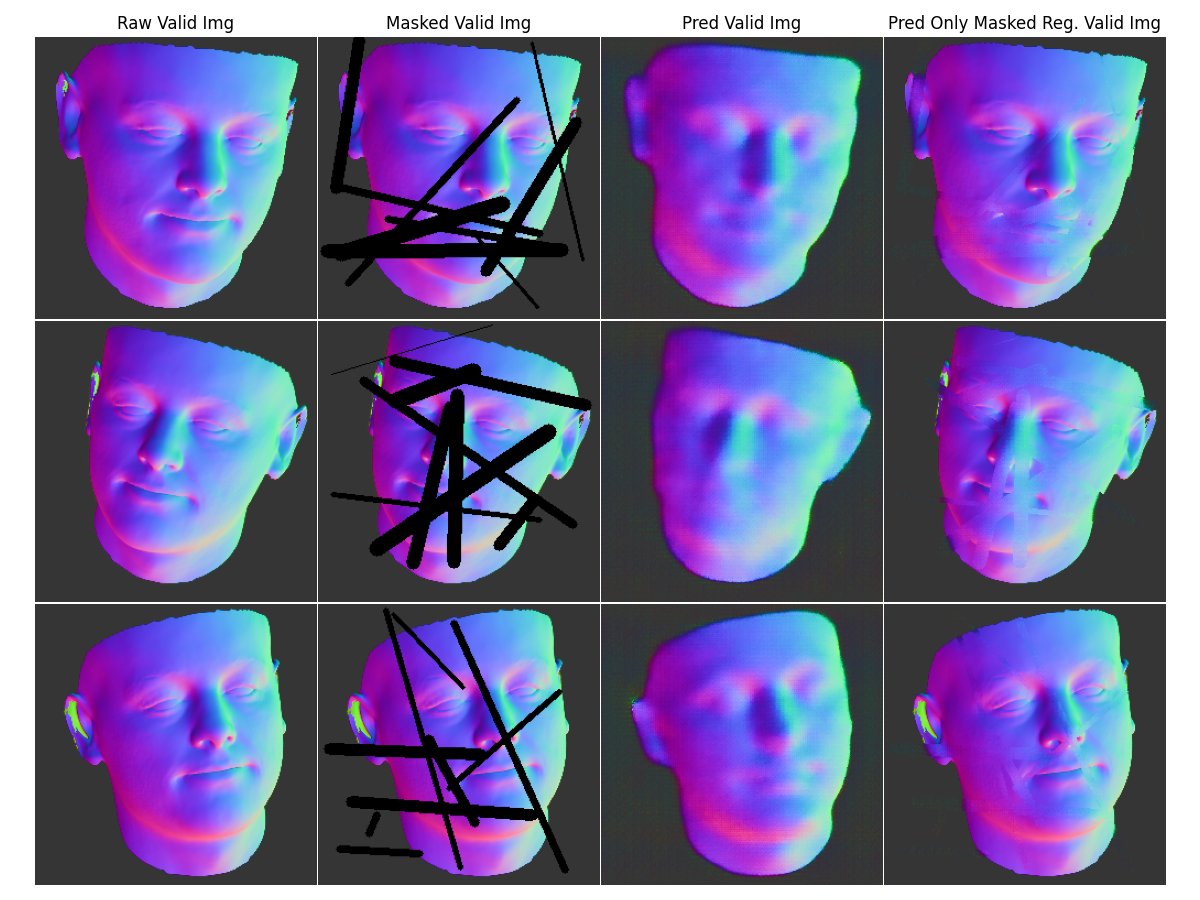 Raw Valid Img
Masked Valid Img
Pred Valid Img
Pred Only Masked Reg. Valid Img